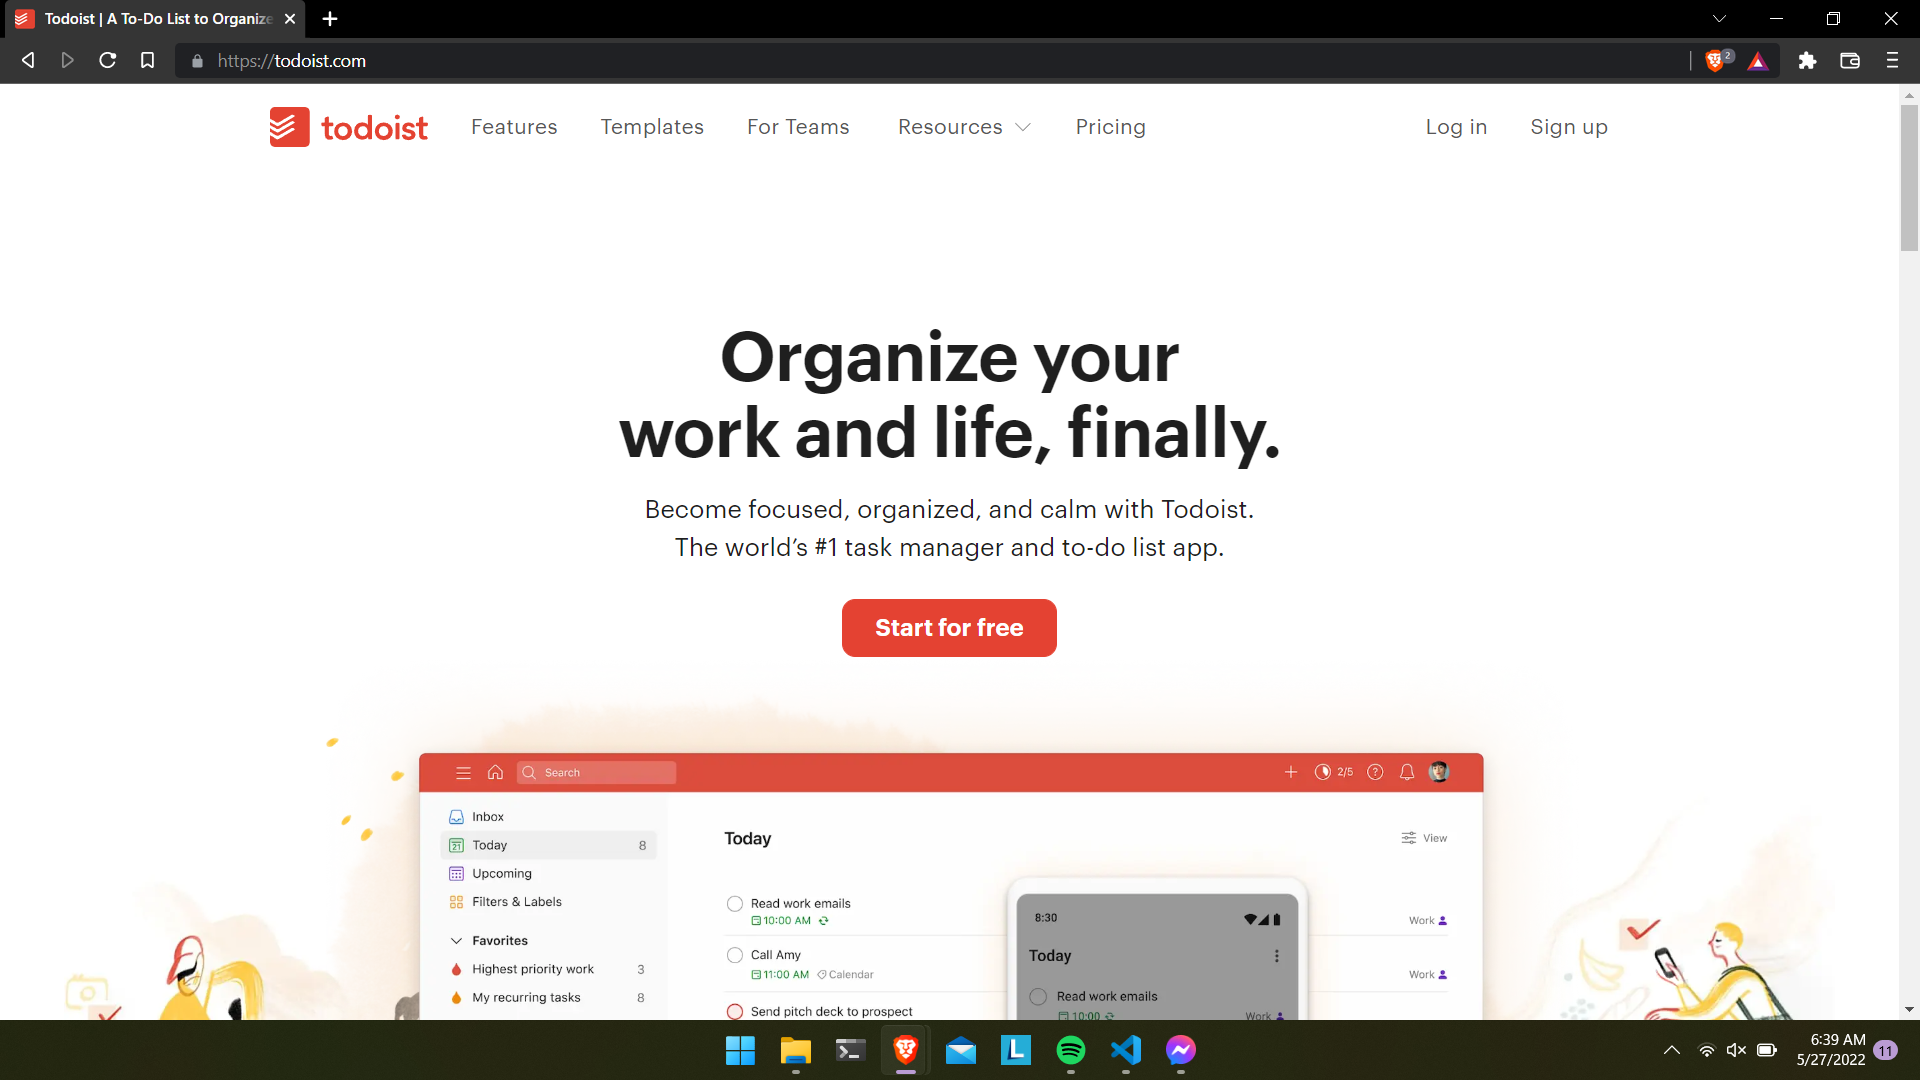 Todoist | A To-Do List to Organize
https://todoist.com
2
todoist
Features
Templates
For Teams
Resources
Pricing
Log in
Sign up
Organize your
work and life, finally.
Become focused, organized, and calm with Todoist.
The world’s #1 task manager and to-do list app.
Start for free
Search
2/5
?
Inbox
21
Today
8
Upcoming
Filters & Labels
Favorites
Highest priority work
3
My recurring tasks
8
Today
View
Read work emails
10:00 AM
Work
Call Amy
11:00 AM
Calendar
Work
Send pitch deck to prospect
8:30
Today
Read work emails
10:00
Work
L
6:39 AM
5/27/2022
11